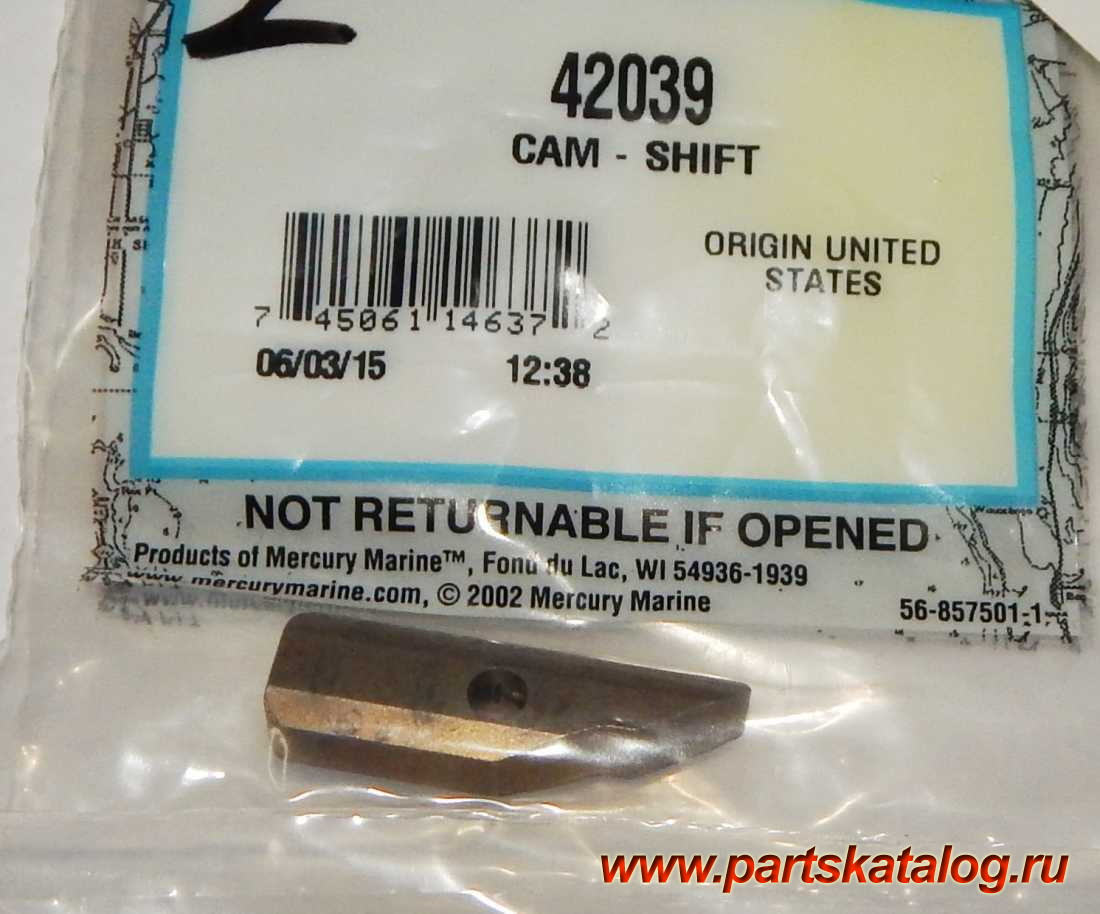 42039
CAM - SHIFT
ORIGIN UNITED
STATES
7 45061 14637 2
06/03/15 12:38
NOT RETURNABLE IF OPENED
Products of Mercury Marine™, Fond du Lac, WI 54936-1939
www.mercurymarine.com, © 2002 Mercury Marine
56-857501-1
www.partskatalog.ru